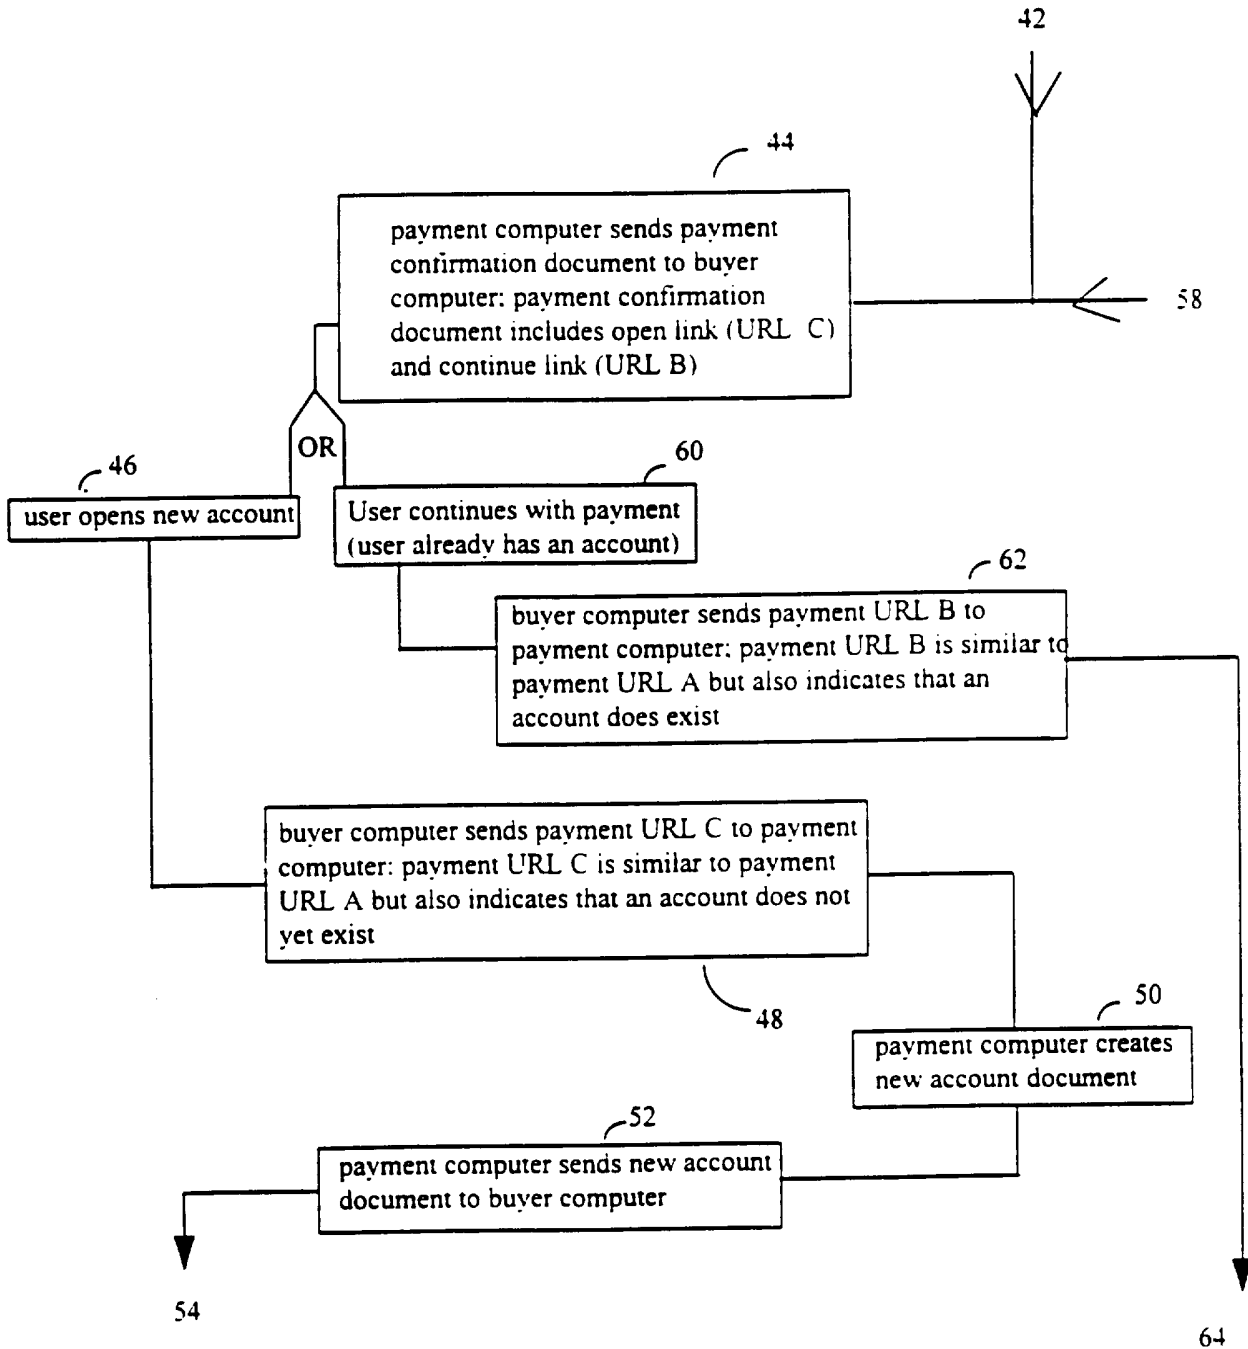 42
44
payment computer sends payment
confirmation document to buyer
computer: payment confirmation
document includes open link (URL C)
and continue link (URL B)
58
OR
46
user opens new account
60
User continues with payment
(user already has an account)
62
buyer computer sends payment URL B to
payment computer: payment URL B is similar to
payment URL A but also indicates that an
account does exist
buyer computer sends payment URL C to payment
computer: payment URL C is similar to payment
URL A but also indicates that an account does not
yet exist
48
50
payment computer creates
new account document
52
payment computer sends new account
document to buyer computer
54
64